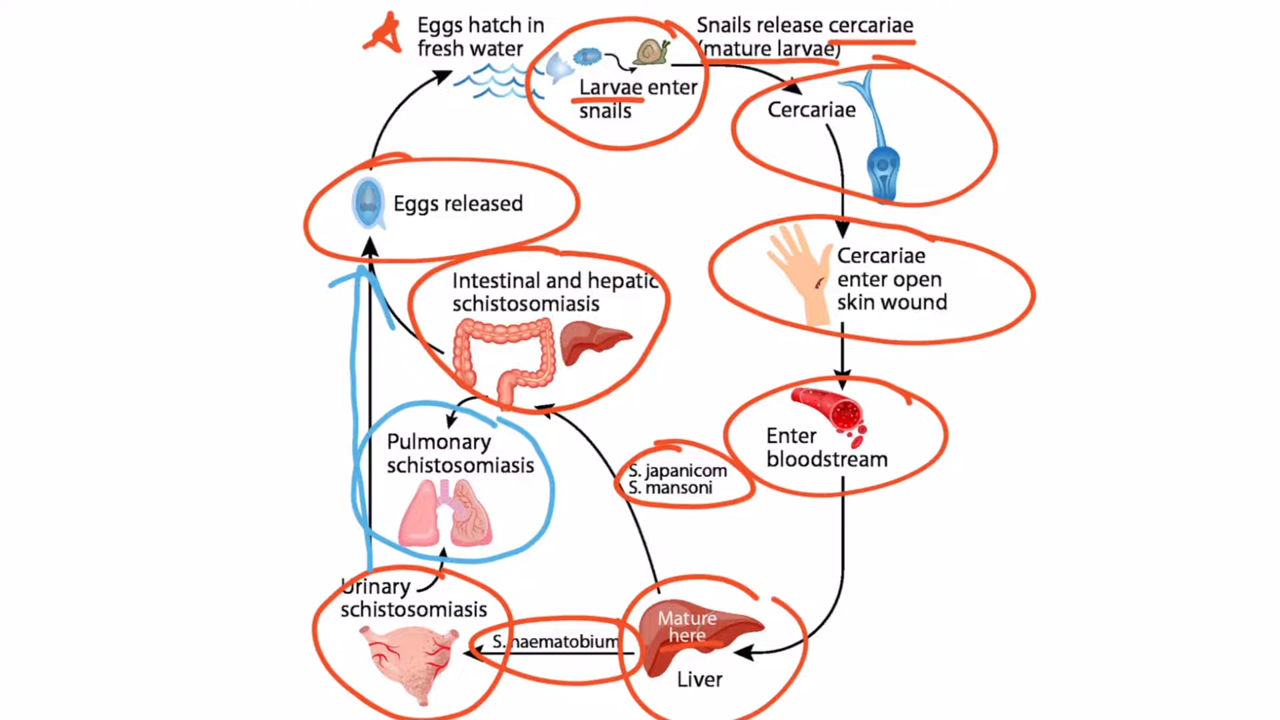 Eggs hatch in
fresh water
Larvae enter
snails
Snails release cercariae
(mature larvae)
Cercariae
Cercariae
enter open
skin wound
Enter
bloodstream
Mature
here
Liver
S. japanicom
S. mansoni
S. haematobium
Intestinal and hepatic
schistosomiasis
Pulmonary
schistosomiasis
Urinary
schistosomiasis
Eggs released